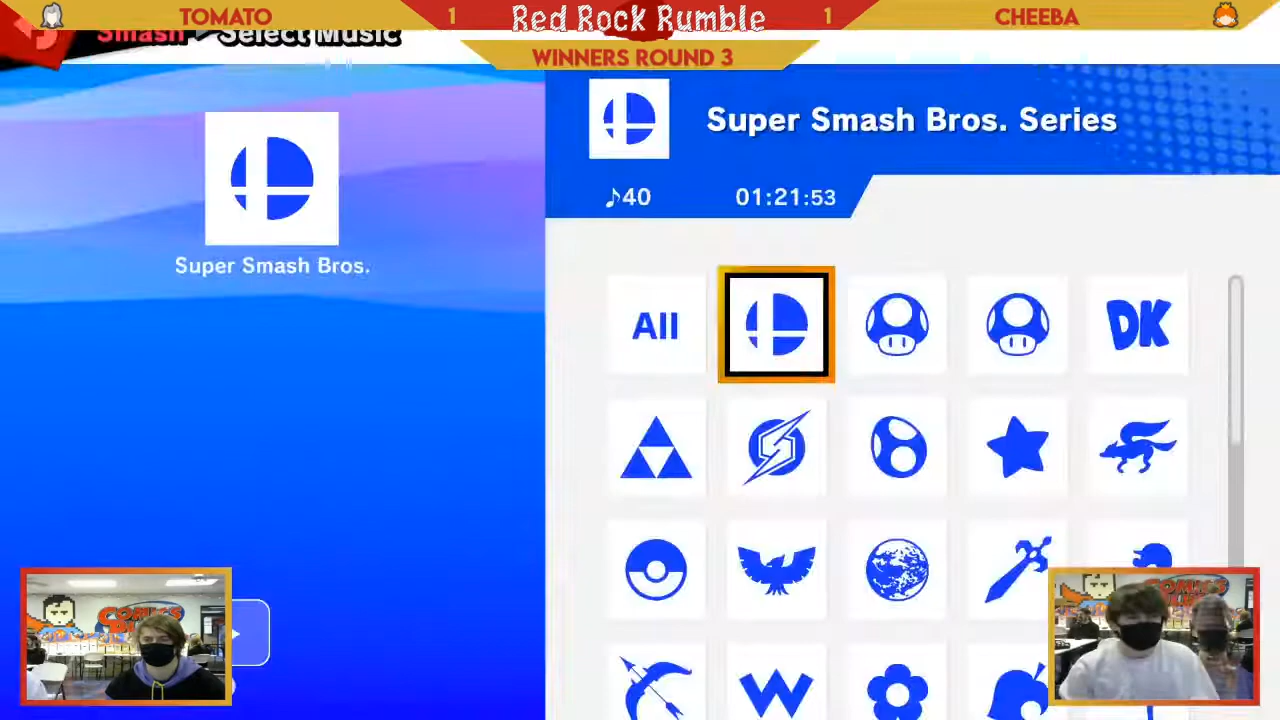 TOMATO 1 Red Rock Rumble 1 CHEEBA
Smash Select Music
WINNERS ROUND 3
Super Smash Bros. Series
♪40 01:21:53
Super Smash Bros.
All
DK
COMICS